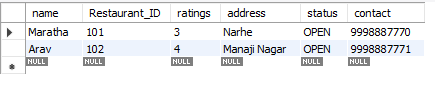 name Restaurant_ID ratings address status contact
Maratha 101 3 Narhe OPEN 9998887770
Arav 102 4 Manaji Nagar OPEN 9998887771
NULL NULL NULL NULL NULL NULL